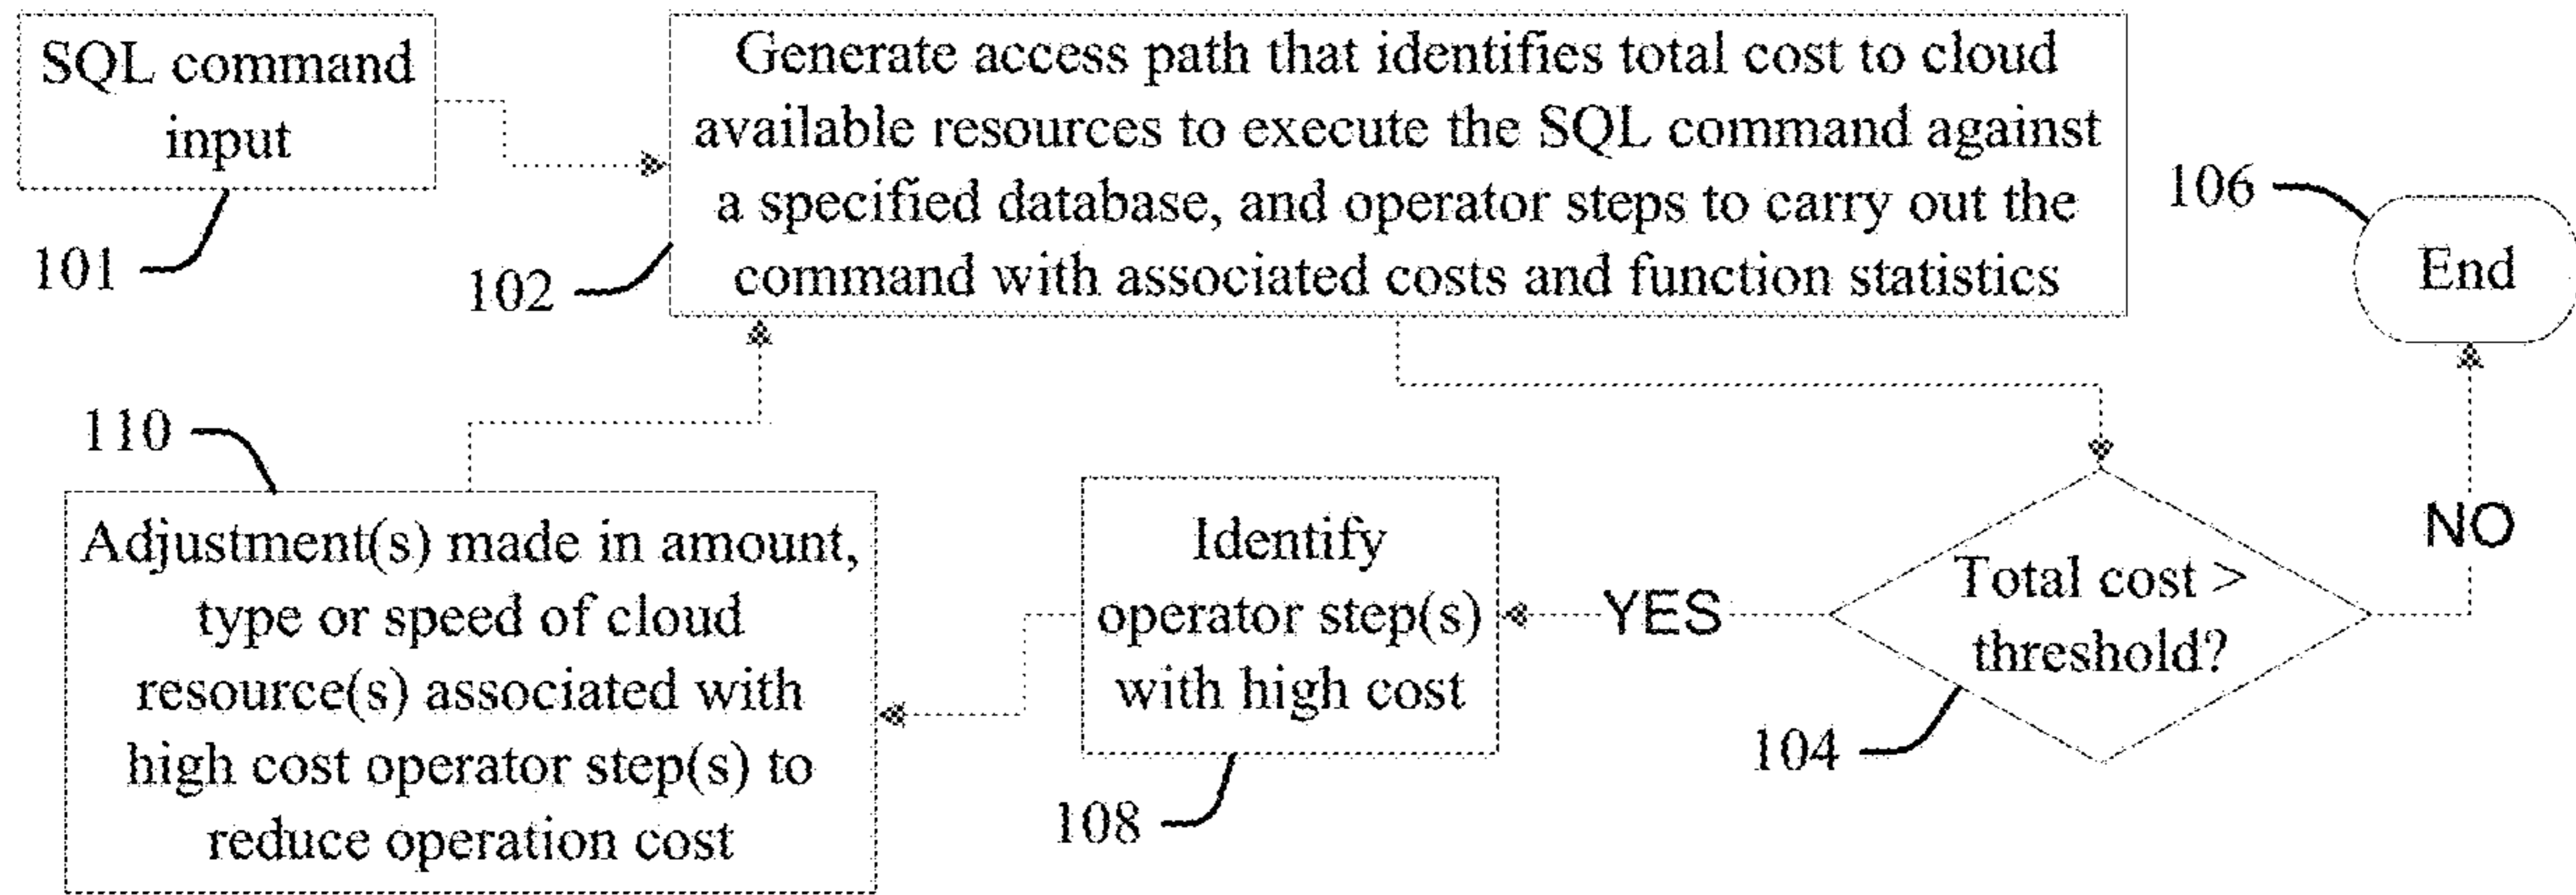 SQL command
input
101
Generate access path that identifies total cost to cloud
available resources to execute the SQL command against
a specified database, and operator steps to carry out the
command with associated costs and function statistics
102
106
End
110
Adjustment(s) made in amount,
type or speed of cloud
resource(s) associated with
high cost operator step(s) to
reduce operation cost
Identify
operator step(s)
with high cost
108
YES
Total cost >
threshold?
104
NO